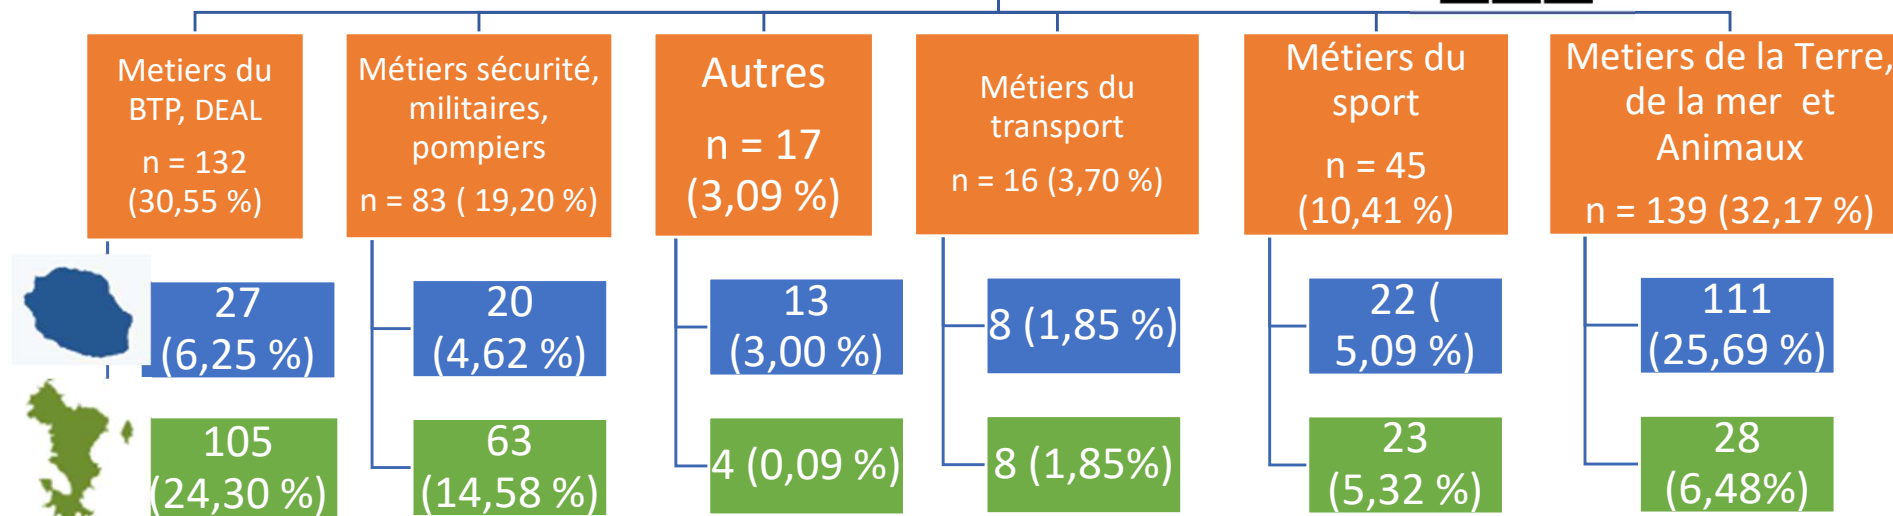 Metiers du
BTP, DEAL
n = 132
(30,55 %)
Métiers sécurité,
militaires,
pompiers
n = 83 ( 19,20 %)
Autres
n = 17
(3,09 %)
Métiers du
transport
n = 16 (3,70 %)
Métiers du
sport
n = 45
(10,41 %)
Metiers de la Terre,
de la mer et
Animaux
n = 139 (32,17 %)
27
(6,25 %)
20
(4,62 %)
13
(3,00 %)
8 (1,85 %)
22 (
5,09 %)
111
(25,69 %)
105
(24,30 %)
63
(14,58 %)
4 (0,09 %)
8 (1,85%)
23
(5,32 %)
28
(6,48%)